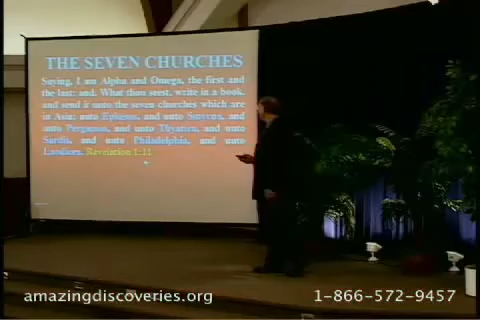 THE SEVEN CHURCHES
Saying, I am Alpha and Omega, the first and
the last: and, What thou seest, write in a book,
and send it unto the seven churches which are
in Asia; unto Ephesus, and unto Smyrna, and
unto Pergamos, and unto Thyatira, and unto
Sardis, and unto Philadelphia, and unto
Laodicea. Revelation 1:11
amazingdiscoveries.org
1-866-572-9457